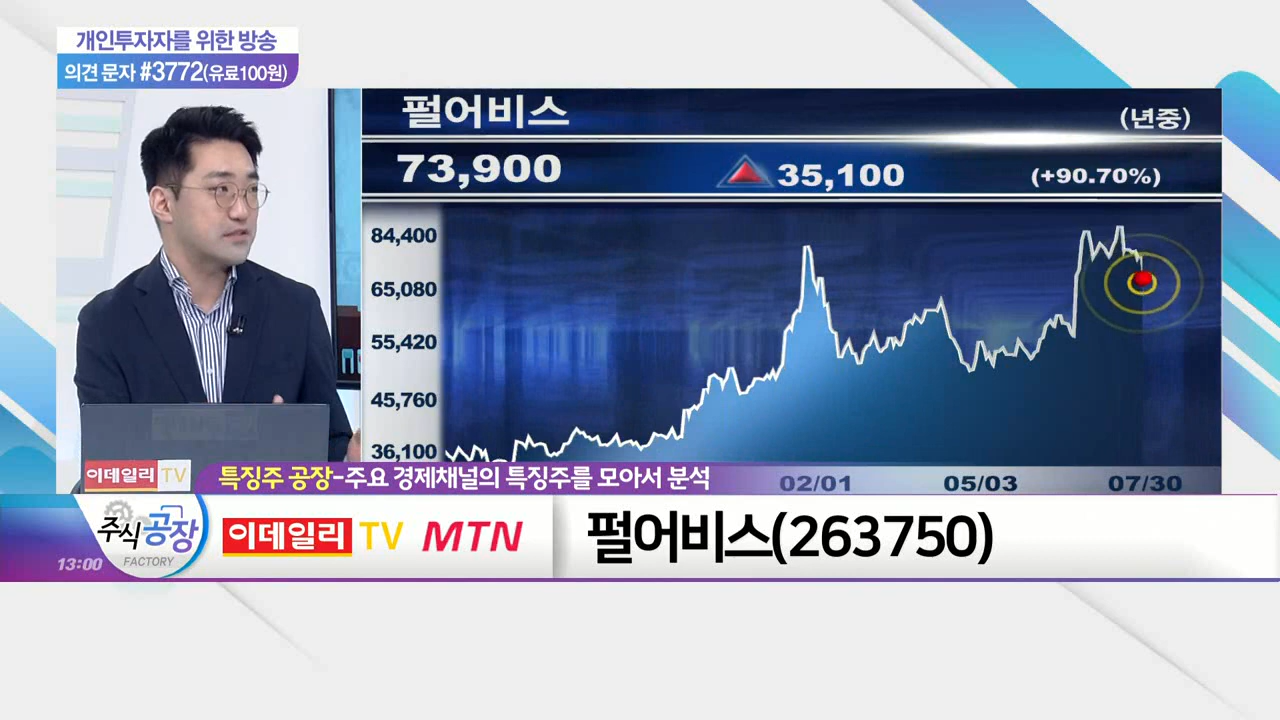 개인투자자를 위한 방송
의견 문자 #3772(유료100원)
펄어비스
(년중)
73,900 ▲ 35,100 (+90.70%)
84,400
65,080
55,420
45,760
36,100
02/01 05/03 07/30
이데일리 TV
특징주 공장-주요 경제채널의 특징주를 모아서 분석
주식공장
FACTORY
13:00
이데일리 TV MTN
펄어비스(263750)